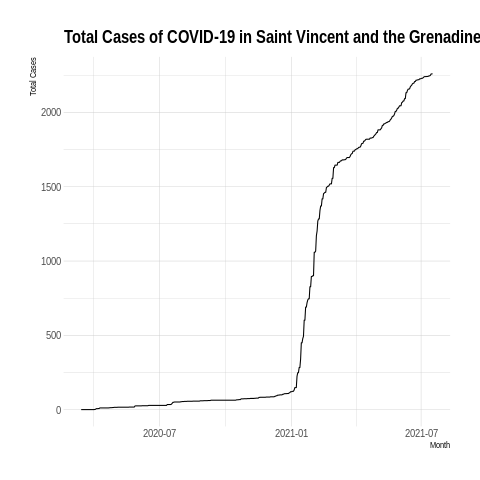 Total Cases of COVID-19 in Saint Vincent and the Grenadine
Total Cases
2000
1500
1000
500
0
2020-07
2021-01
2021-07
Month